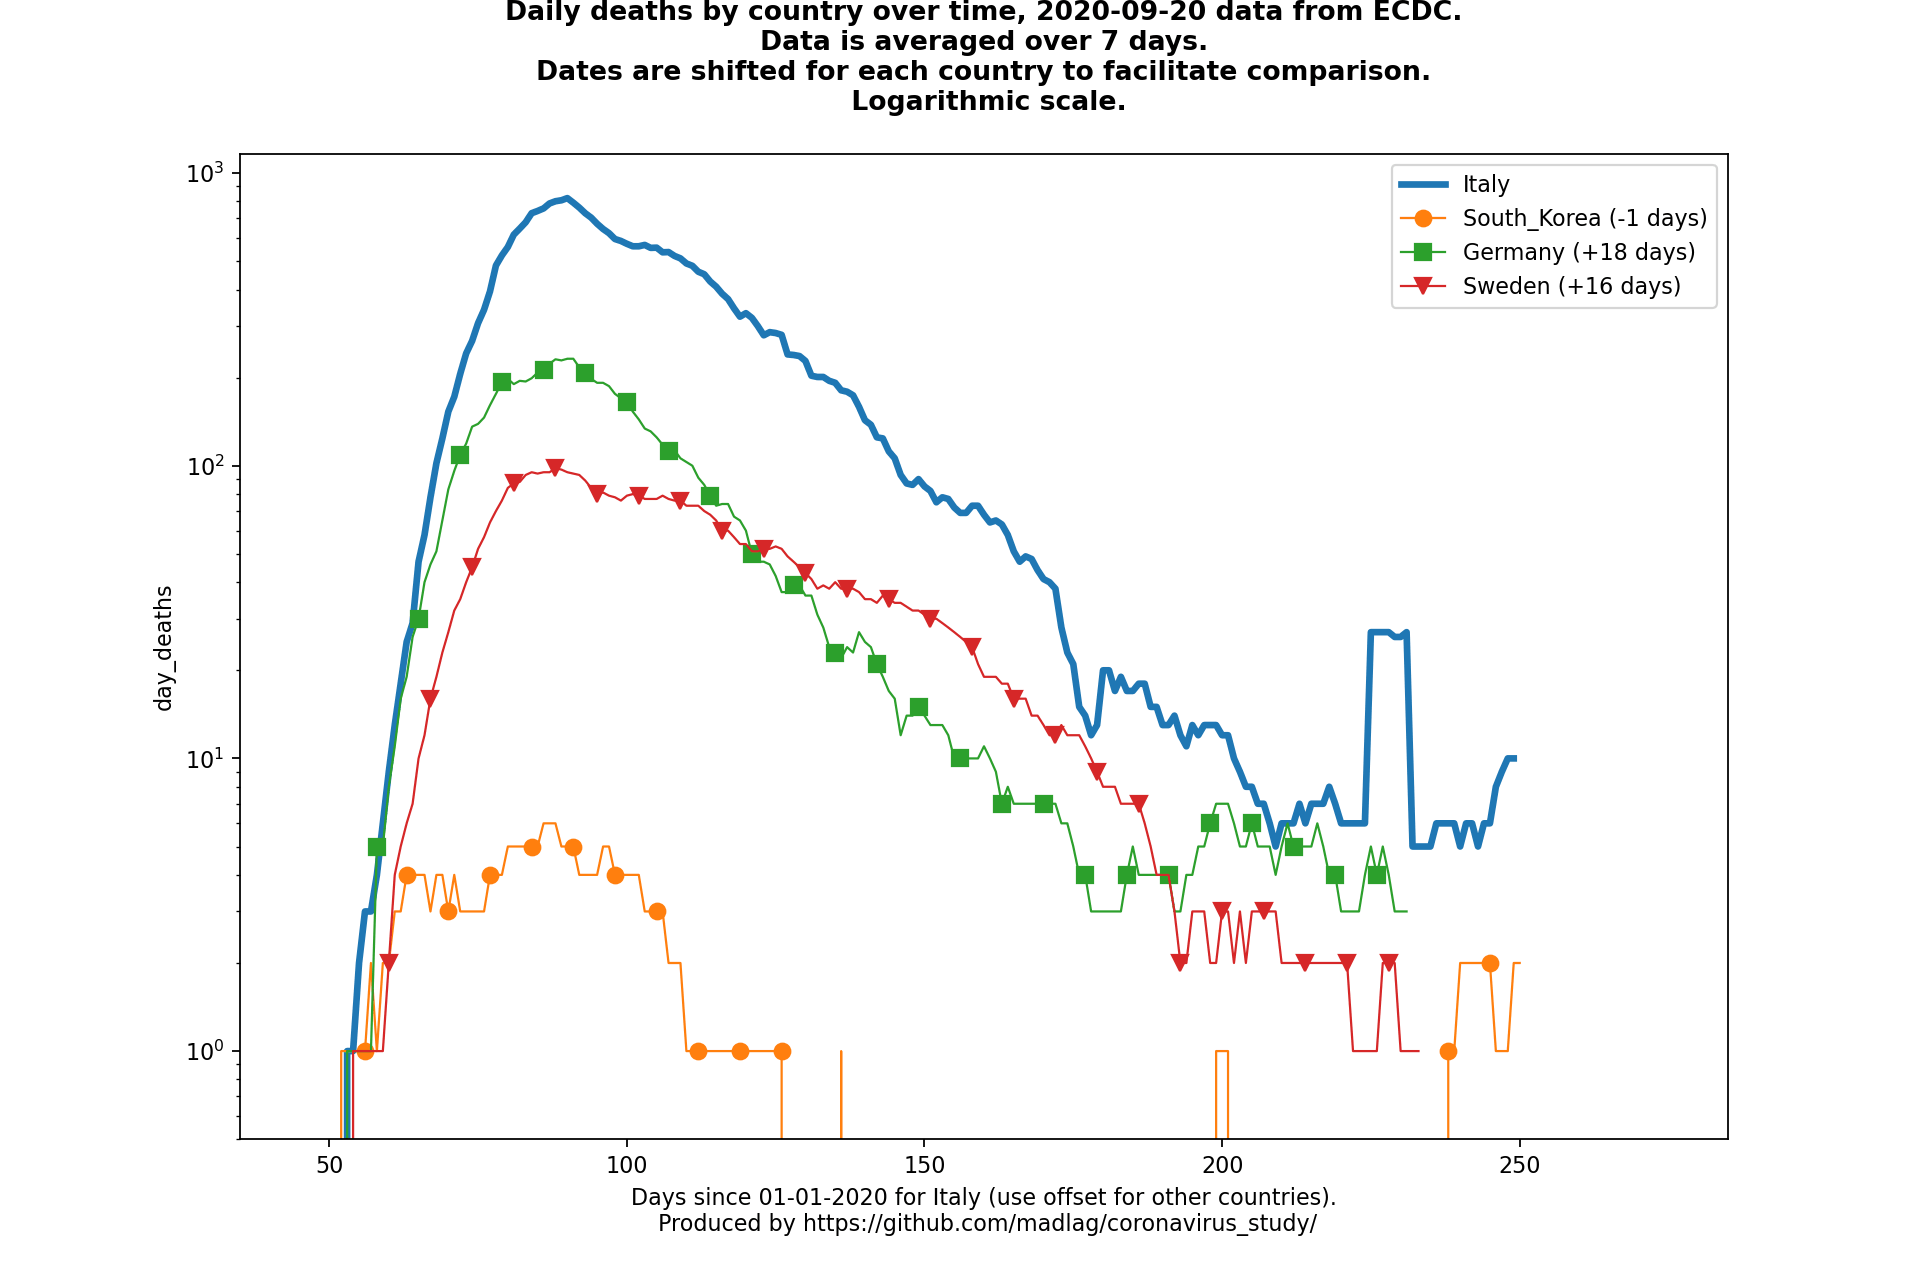 Daily deaths by country over time, 2020-09-20 data from ECDC.
Data is averaged over 7 days.
Dates are shifted for each country to facilitate comparison.
Logarithmic scale.
10³
10²
10¹
10⁰
day_deaths
Italy
South_Korea (-1 days)
Germany (+18 days)
Sweden (+16 days)
50 100 150 200 250
Days since 01-01-2020 for Italy (use offset for other countries).
Produced by https://github.com/madlag/coronavirus_study/